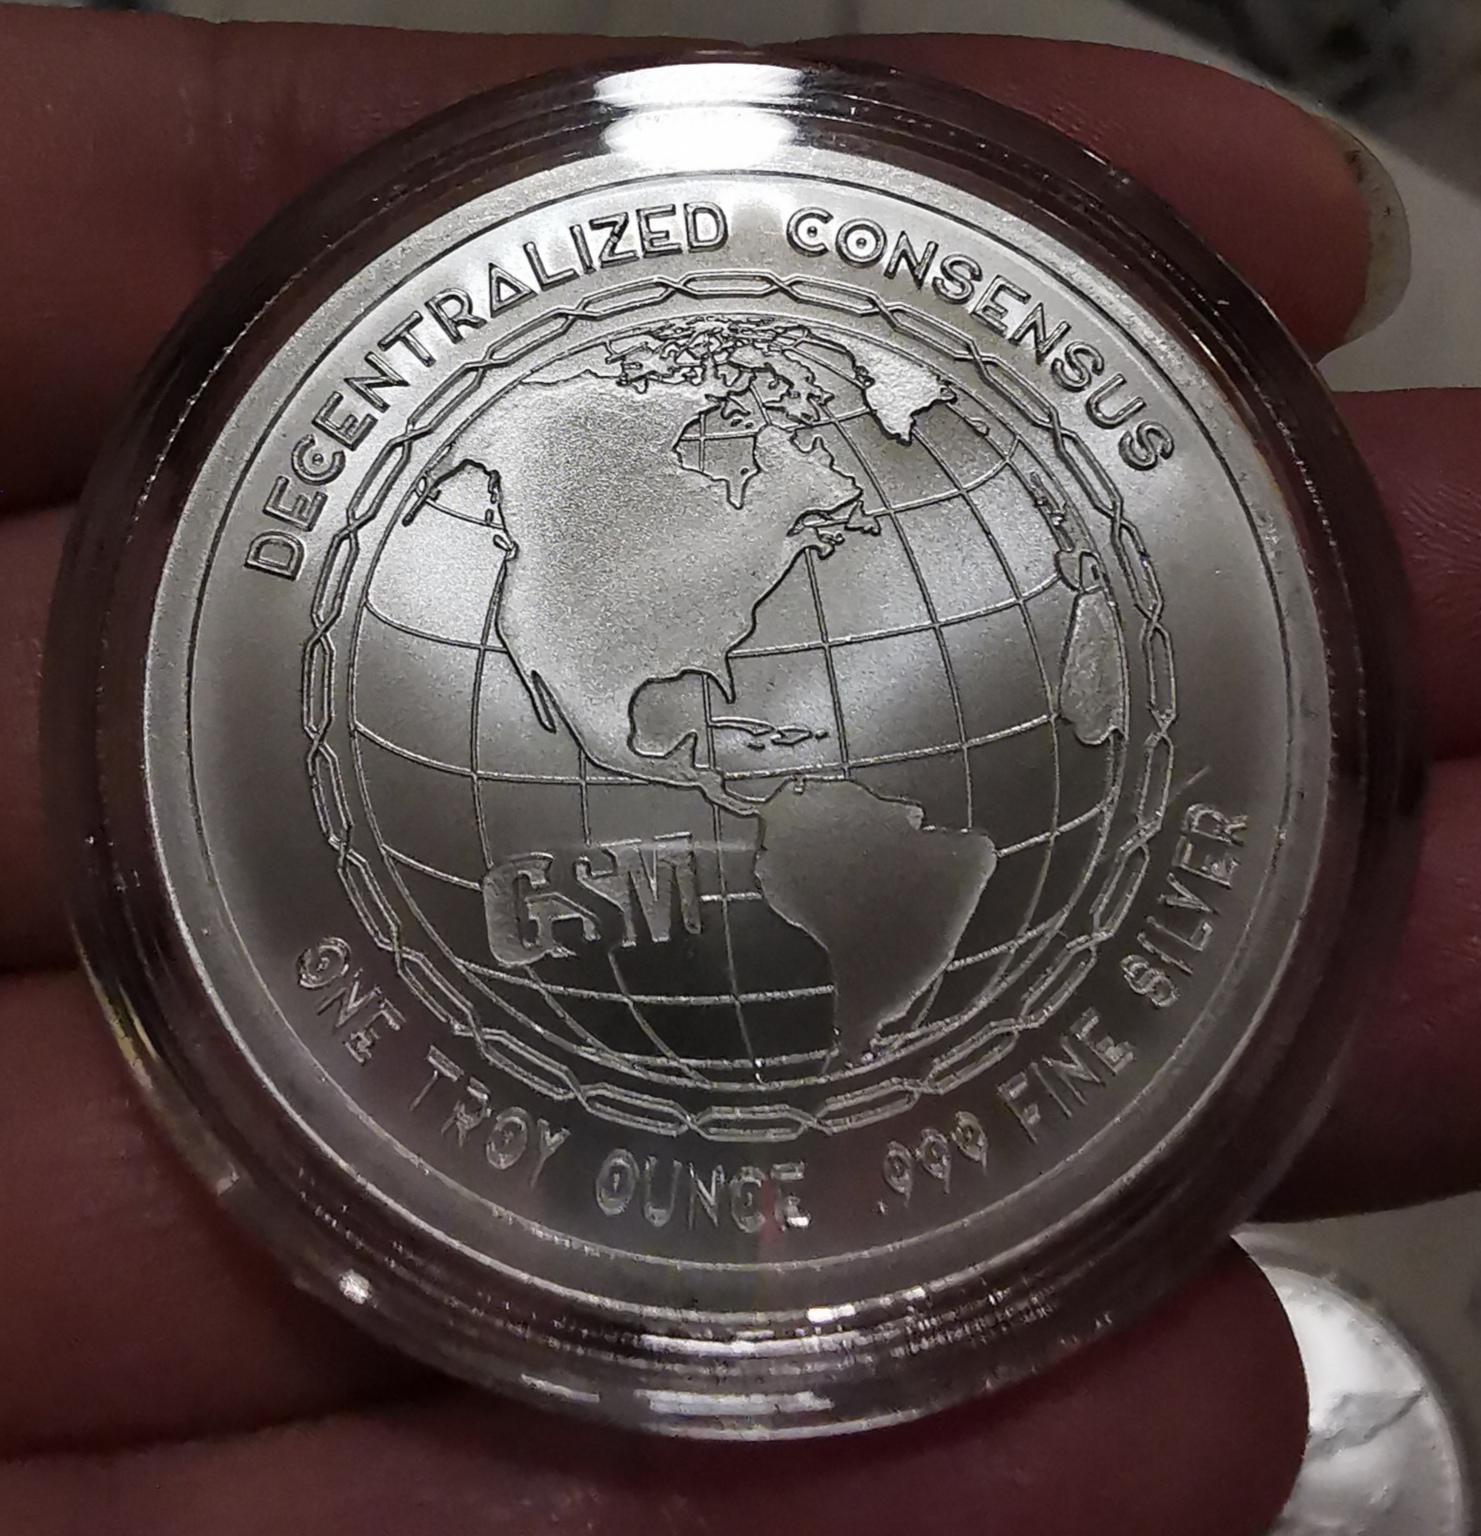 DECENTRALIZED CONSENSUS
GSM
ONE TROY OUNCE .999 FINE SILVER